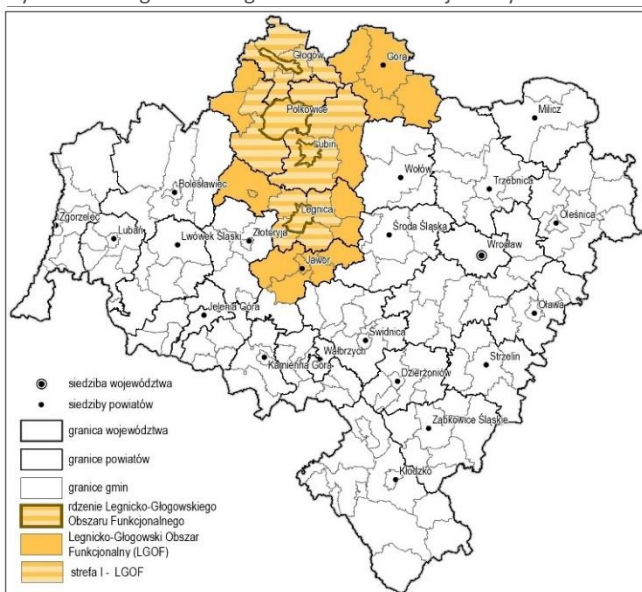 Głogów
Góra
Polkowice
Milicz
Lubin
Wołów
Bolesławiec
Trzebnica
Legnica
Zgorzelec
Oleśnica
Lubań
Lwówek Śląski
Złotoryja
Środa Śląska
Wrocław
Jawor
Jelenia Góra
Oława
Świdnica
Wałbrzych
Kamienna Góra
Strzelin
Dzierżoniów
Ząbkowice Śląskie
Kłodzko
siedziba województwa
siedziby powiatów
granica województwa
granice powiatów
granice gmin
rdzenie Legnicko-Głogowskiego
Obszaru Funkcjonalnego
Legnicko-Głogowski Obszar
Funkcjonalny (LGOF)
strefa I - LGOF